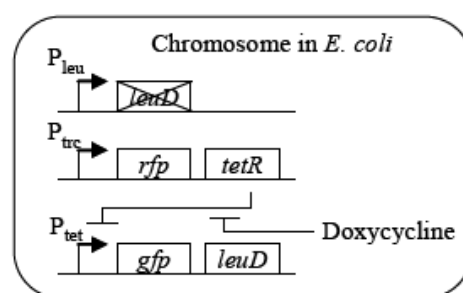 Chromosome in E. coli
Pleu
leuD
Ptrc
rfp tetR
Ptet
Doxycycline
gfp leuD